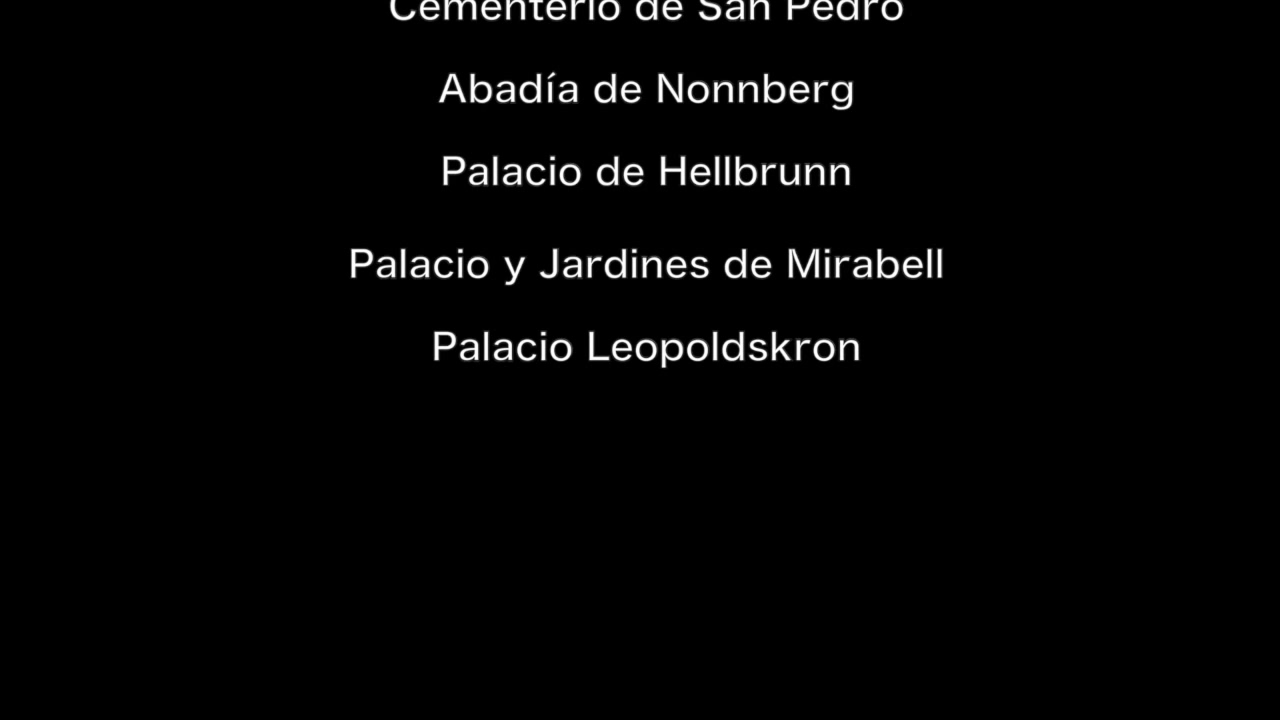 Cementerio de San Pedro
Abadía de Nonnberg
Palacio de Hellbrunn
Palacio y Jardines de Mirabell
Palacio Leopoldskron